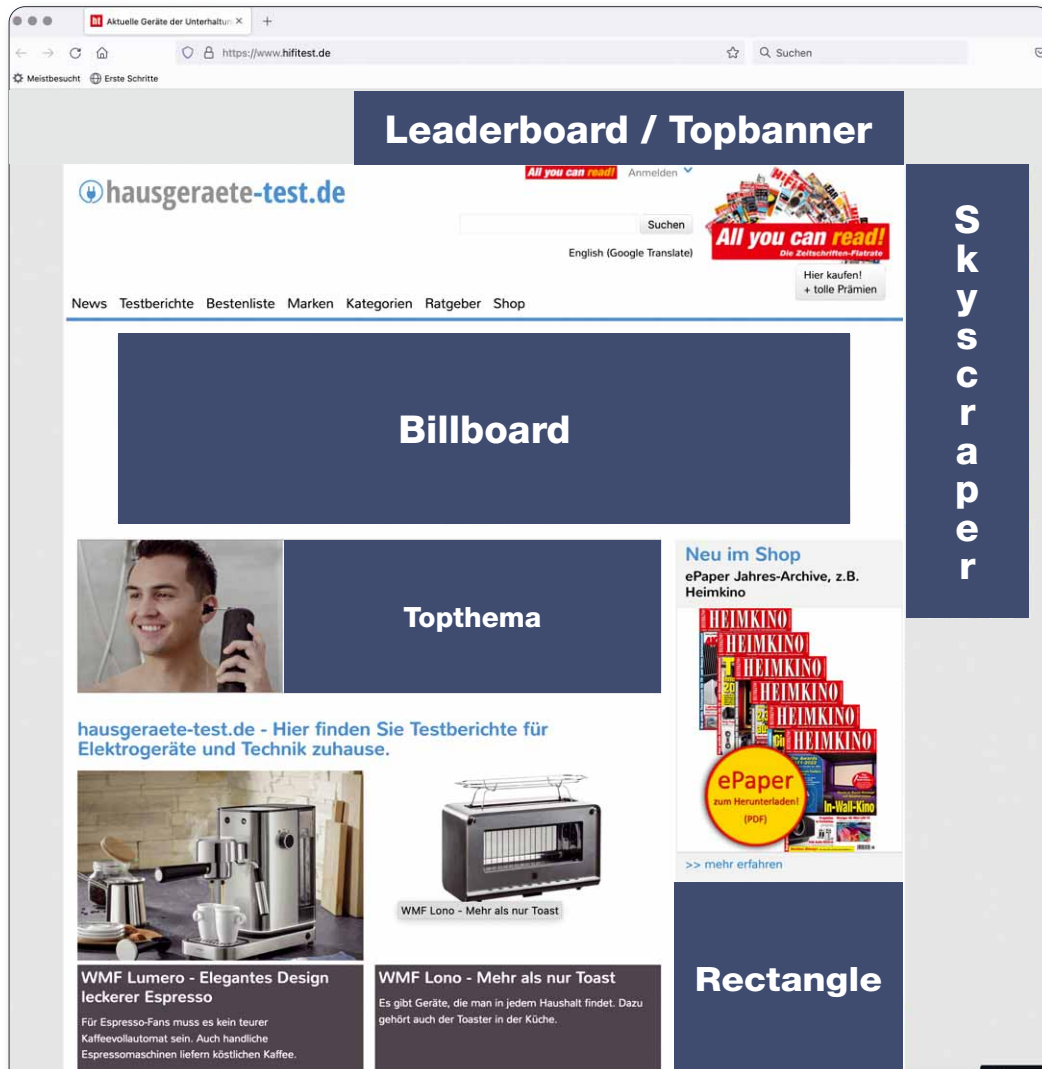 Aktuelle Geräte der Unterhaltun
https://www.hifitest.de
Suchen
Meistbesucht Erste Schritte
Leaderboard / Topbanner
hausgeraete-test.de
All you can read!
Anmelden
Suchen
English (Google Translate)
All you can read!
Die Zeitschriften-Flatrate
Hier kaufen!
+ tolle Prämien
News Testberichte Bestenliste Marken Kategorien Ratgeber Shop
Skyscraper
Billboard
Topthema
Neu im Shop
ePaper Jahres-Archive, z.B.
Heimkino
HEIMKINO
HEIMKINO
HEIMKINO
HEIMKINO
HEIMKINO
HEIMKINO
In-Wall-Kino
ePaper
zum Herunterladen!
(PDF)
>> mehr erfahren
hausgeraete-test.de - Hier finden Sie Testberichte für
Elektrogeräte und Technik zuhause.
WMF Lono - Mehr als nur Toast
WMF Lumero - Elegantes Design
leckerer Espresso
Für Espresso-Fans muss es kein teurer
Kaffeevollautomat sein. Auch handliche
Espressomaschinen liefern köstlichen Kaffee.
WMF Lono - Mehr als nur Toast
Es gibt Geräte, die man in jedem Haushalt findet. Dazu
gehört auch der Toaster in der Küche.
Rectangle